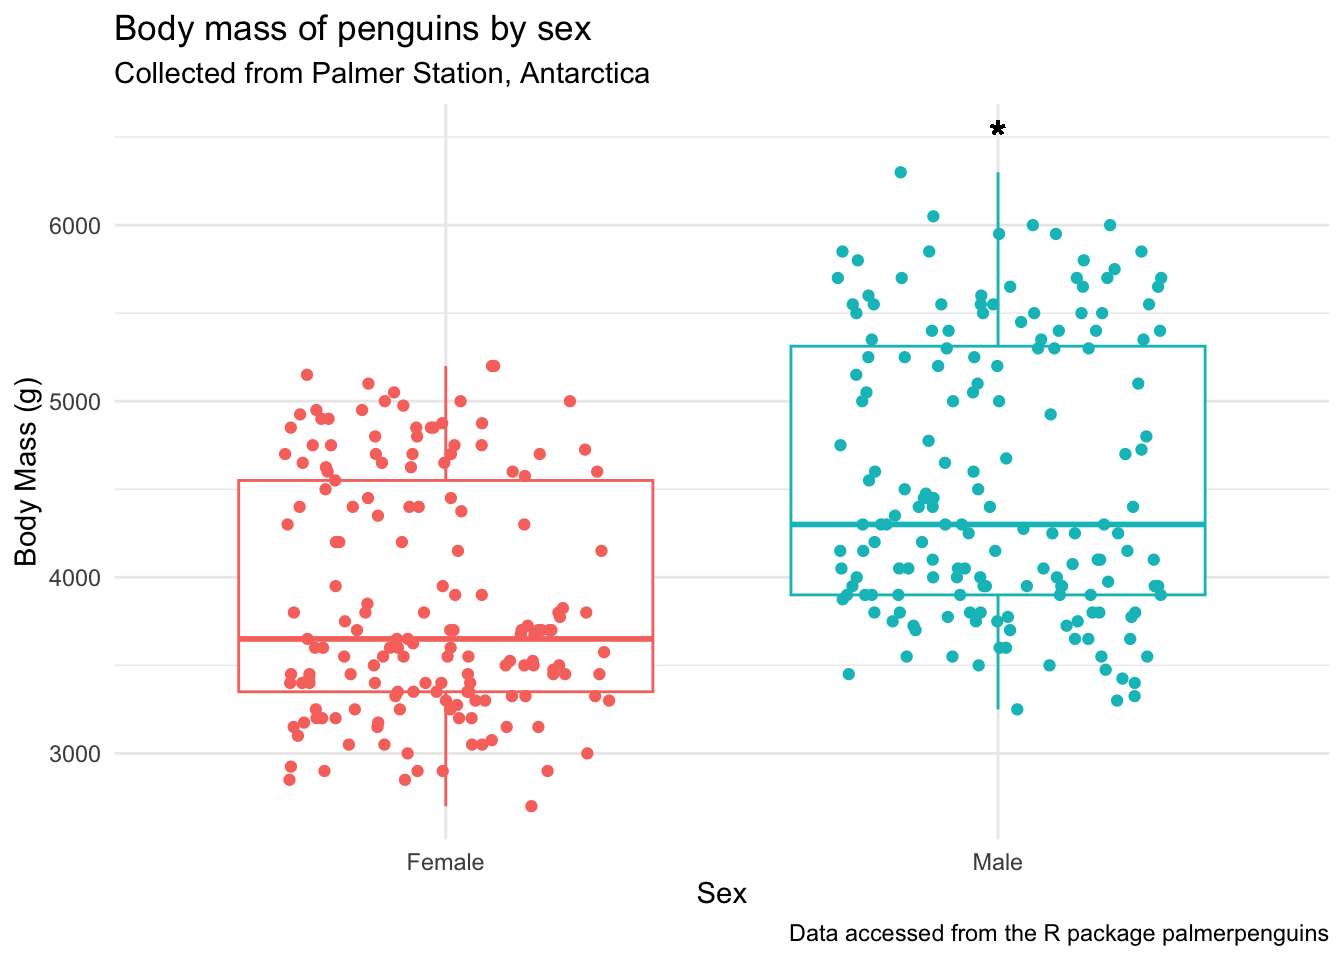 Body mass of penguins by sex
Collected from Palmer Station, Antarctica
*
6000
5000
4000
3000
Body Mass (g)
Female Male
Sex
Data accessed from the R package palmerpenguins